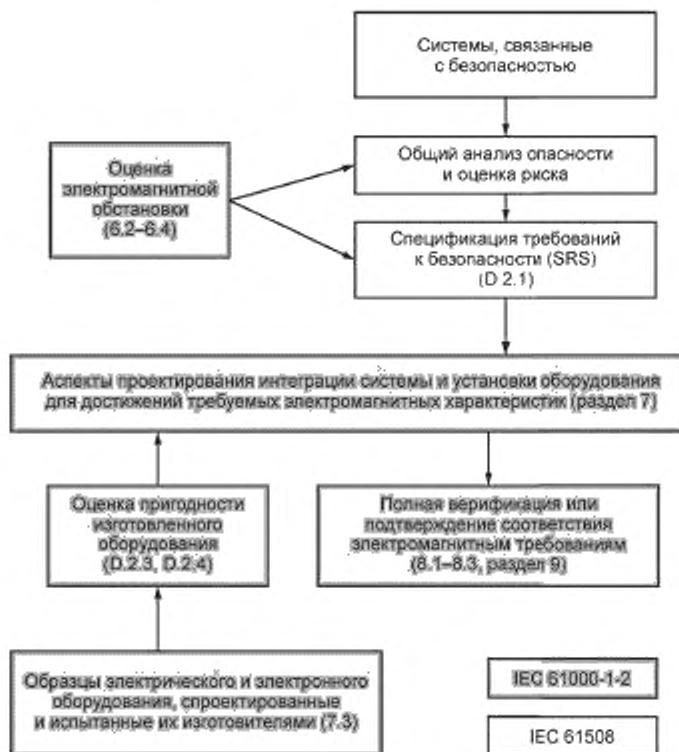 Системы, связанные
с безопасностью
Общий анализ опасности
и оценка риска
Оценка
электромагнитной
обстановки
(6.2–6.4)
Спецификация требований
к безопасности (SRS)
(D 2.1)
Аспекты проектирования интеграции системы и установки оборудования
для достижений требуемых электромагнитных характеристик (раздел 7)
Оценка пригодности
изготовленного
оборудования
(D.2.3, D.2.4)
Полная верификация или
подтверждение соответствия
электромагнитным требованиям
(8.1–8.3, раздел 9)
Образцы электрического и электронного
оборудования, спроектированные
и испытанные их изготовителями (7.3)
IEC 61000-1-2
IEC 61508